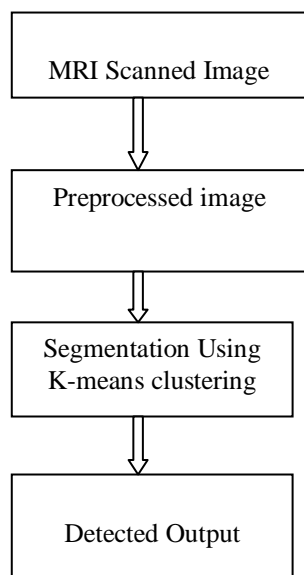 MRI Scanned Image
Preprocessed image
Segmentation Using
K-means clustering
Detected Output